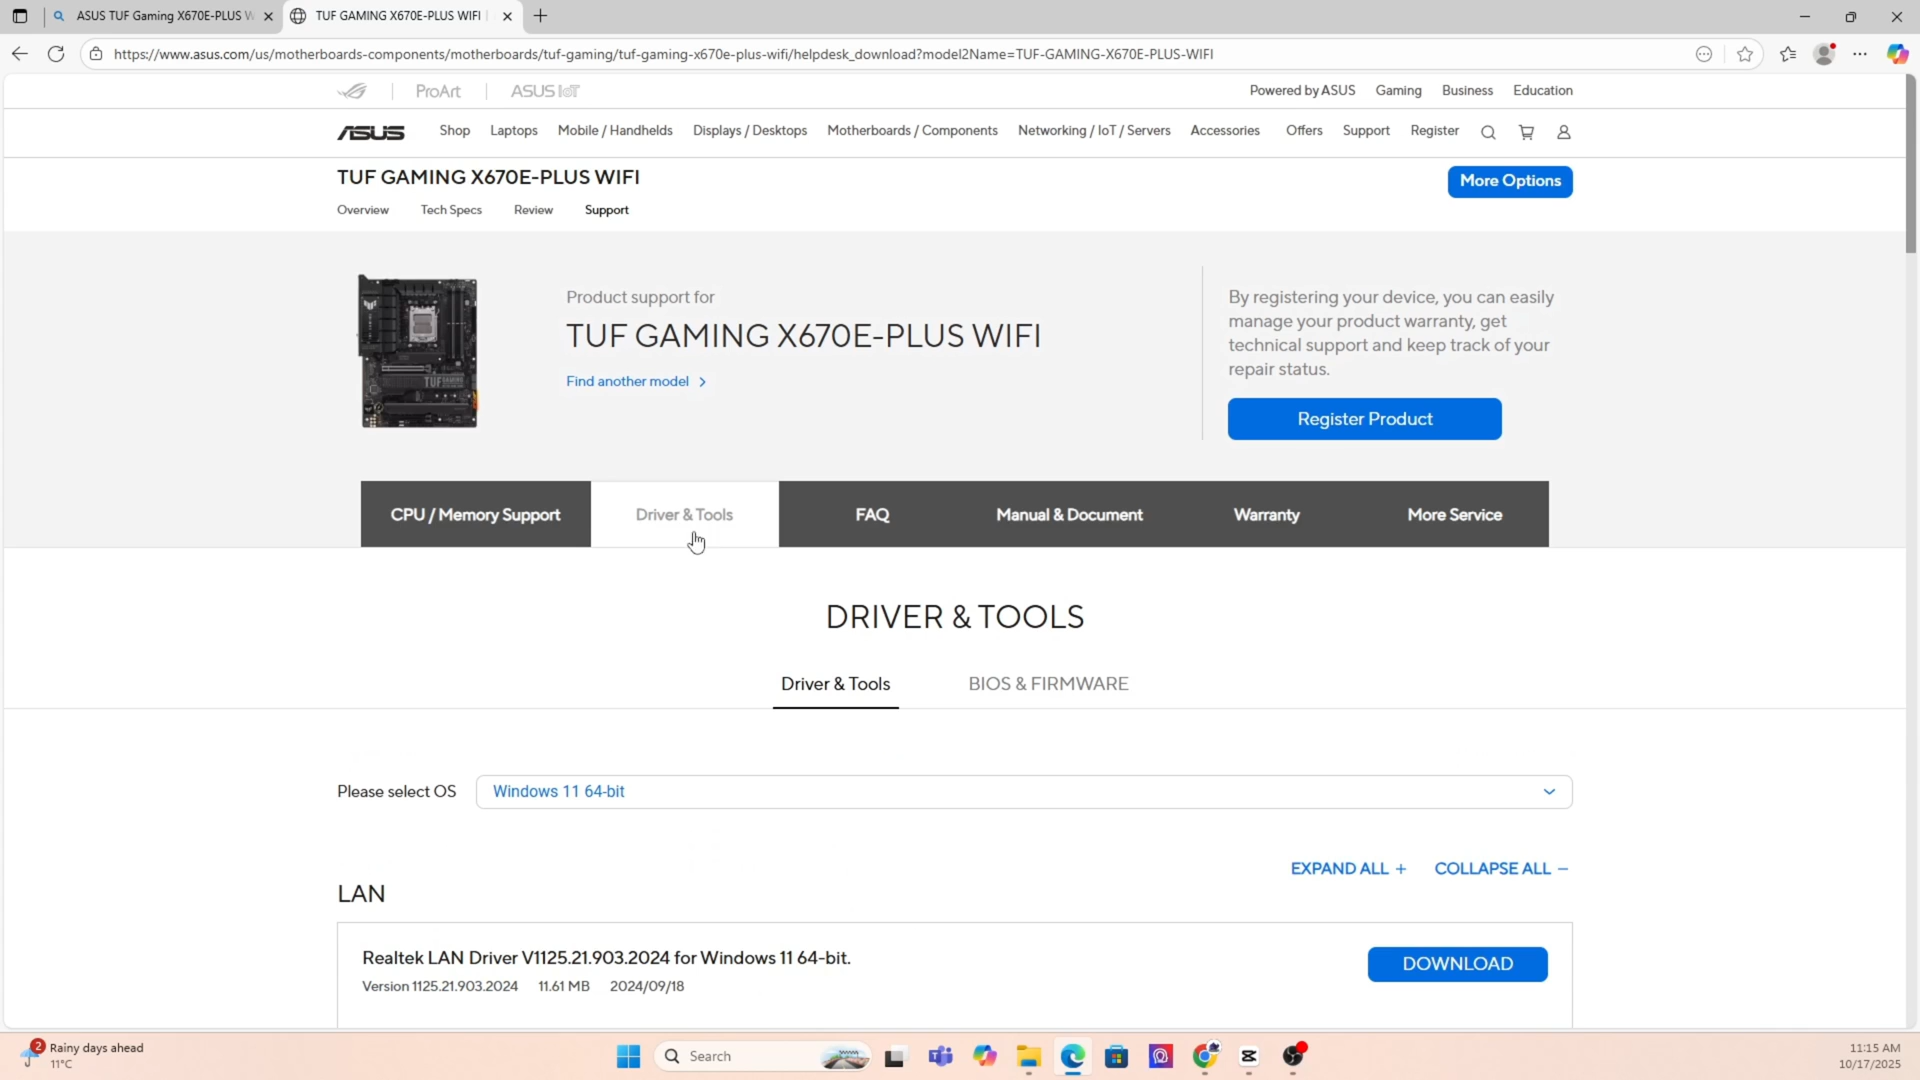 ASUS TUF Gaming X670E-PLUS W
TUF GAMING X670E-PLUS WIFI
https://www.asus.com/us/motherboards-components/motherboards/tuf-gaming/tuf-gaming-x670e-plus-wifi/helpdesk_download?model2Name=TUF-GAMING-X670E-PLUS-WIFI
ProArt ASUS IoT Powered by ASUS Gaming Business Education
ASUS Shop Laptops Mobile / Handhelds Displays / Desktops Motherboards / Components Networking / IoT / Servers Accessories Offers Support Register
TUF GAMING X670E-PLUS WIFI
More Options
Overview Tech Specs Review Support
Product support for
TUF GAMING X670E-PLUS WIFI
Find another model
By registering your device, you can easily
manage your product warranty, get
technical support and keep track of your
repair status.
Register Product
CPU / Memory Support Driver & Tools FAQ Manual & Document Warranty More Service
DRIVER & TOOLS
Driver & Tools BIOS & FIRMWARE
Please select OS Windows 11 64-bit
EXPAND ALL + COLLAPSE ALL −
LAN
Realtek LAN Driver V1125.21.903.2024 for Windows 11 64-bit.
DOWNLOAD
Version 1125.21.903.2024 11.61 MB 2024/09/18
2
Rainy days ahead
11°C
Search
11:15 AM
10/17/2025